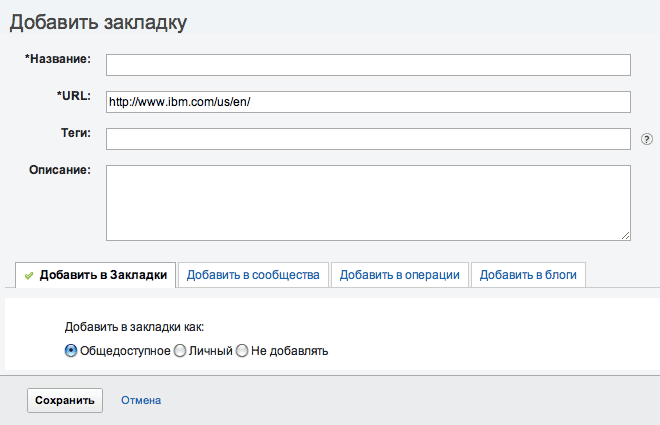 Добавить закладку
*Название:
*URL: http://www.ibm.com/us/en/
Теги: ?
Описание:
Добавить в Закладки Добавить в сообщества Добавить в операции Добавить в блоги
Добавить в закладки как:
Общедоступное Личный Не добавлять
Сохранить Отмена